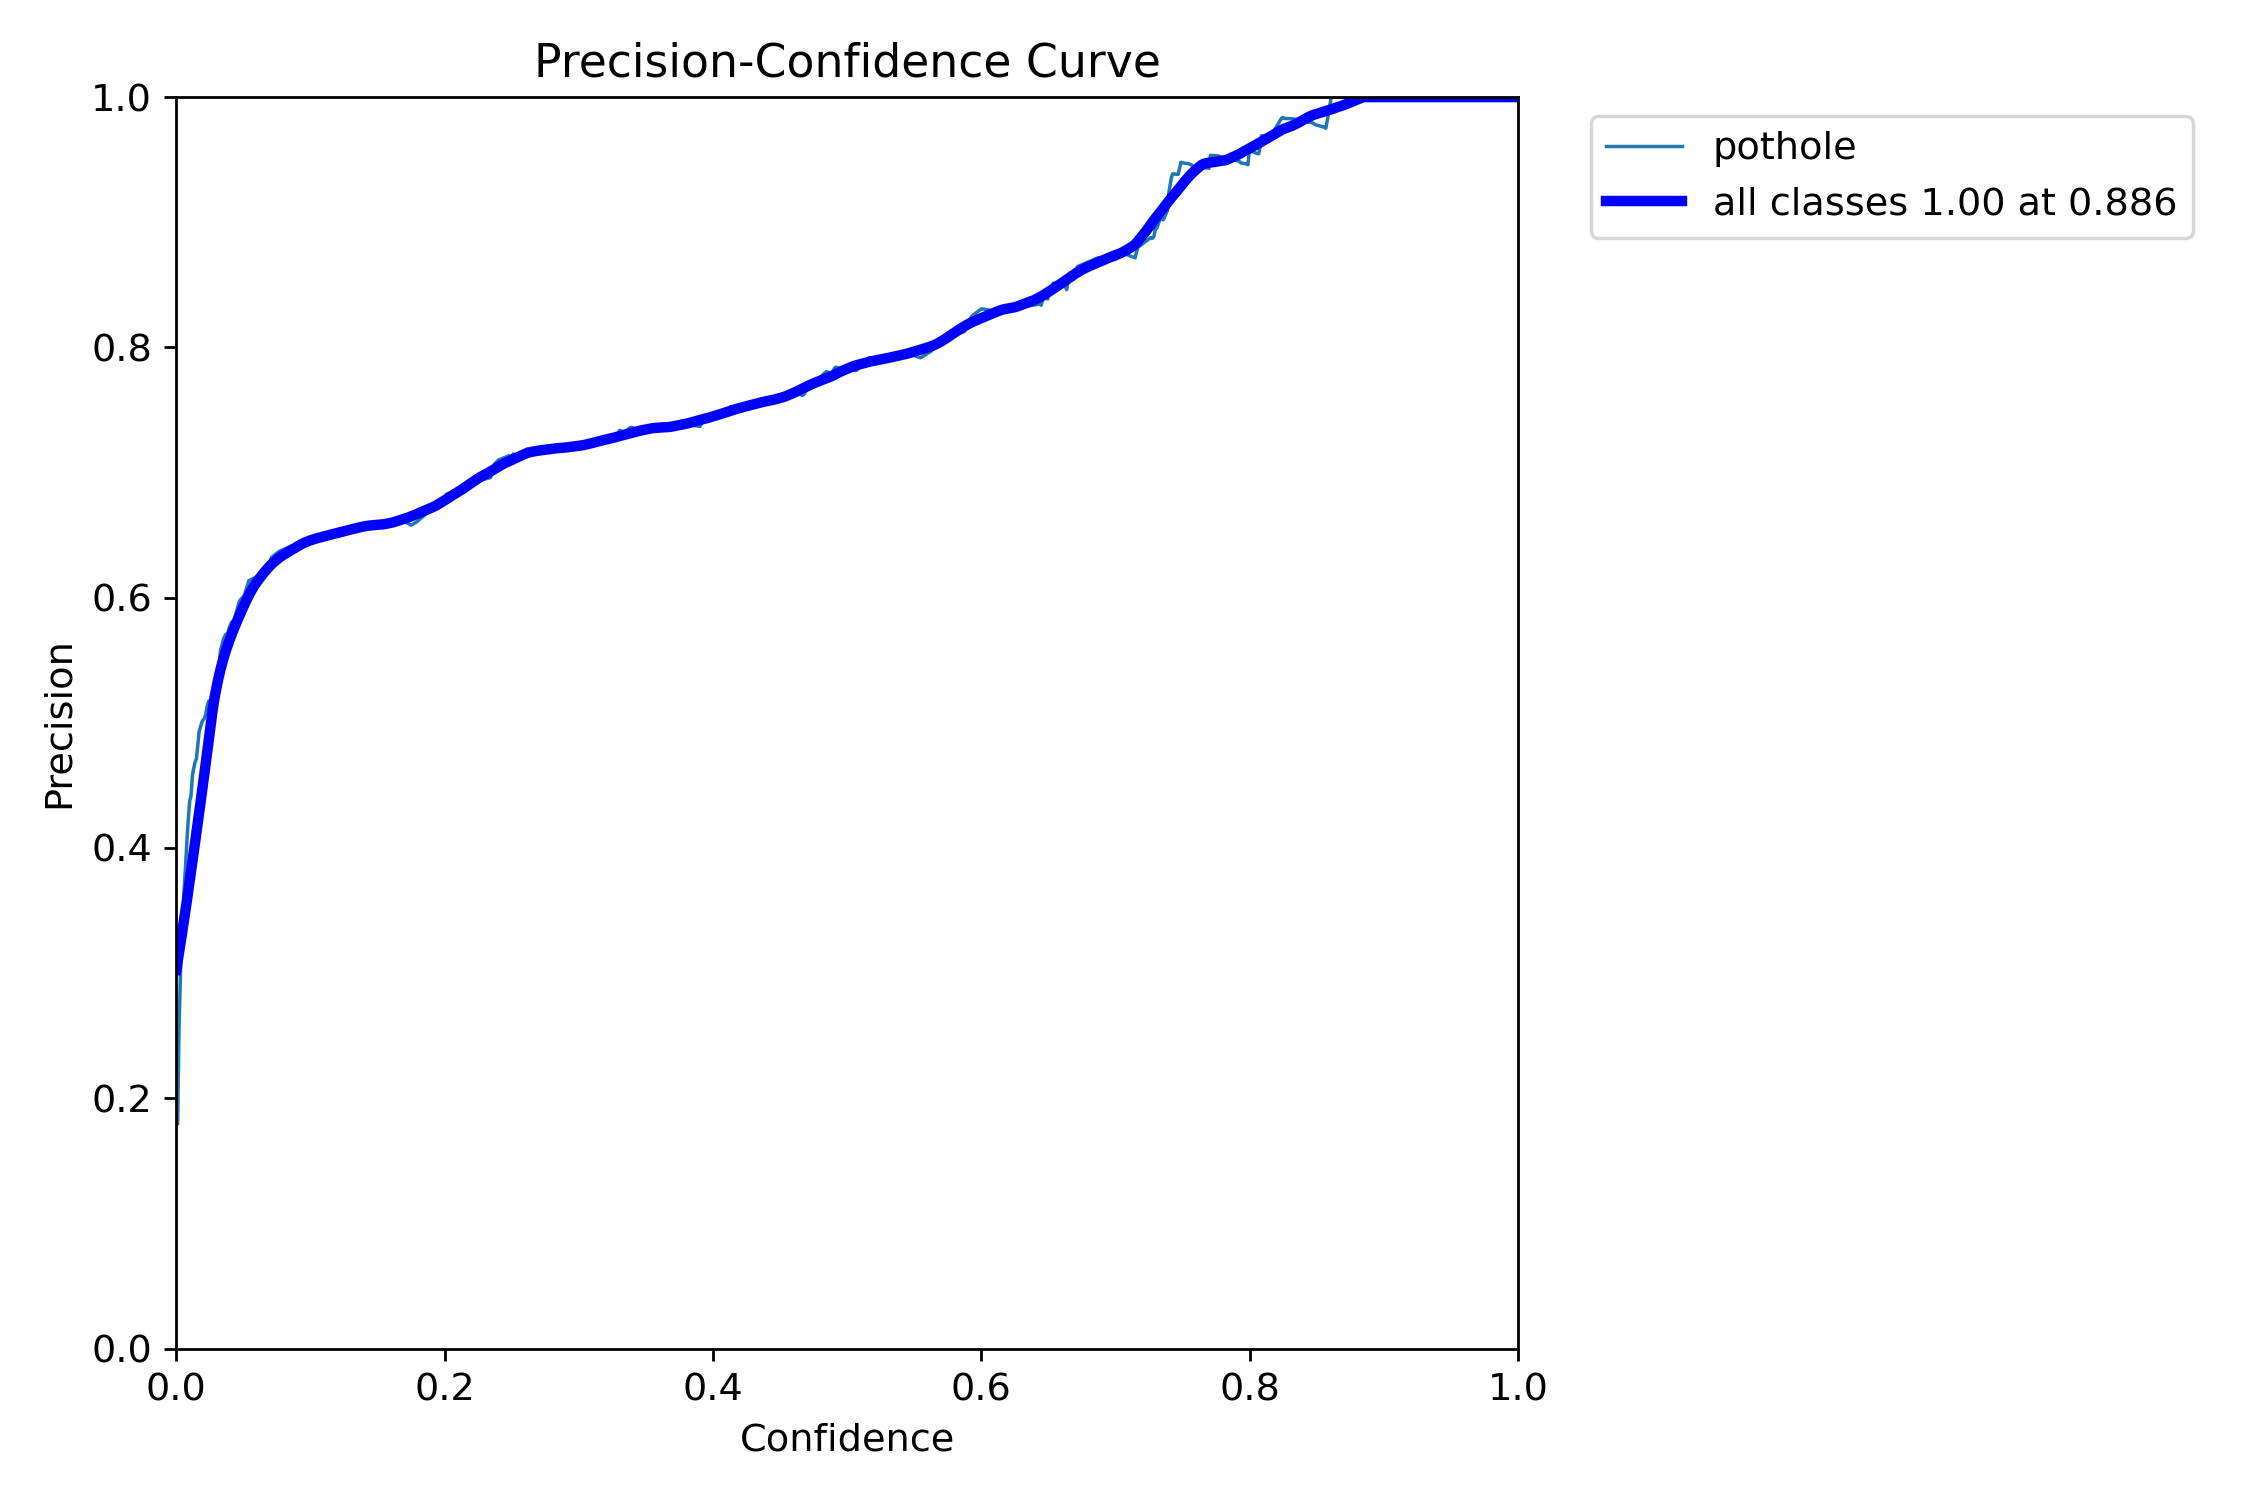 Precision-Confidence Curve
1.0
0.8
0.6
0.4
0.2
0.0
Precision
0.0 0.2 0.4 0.6 0.8 1.0
Confidence
pothole
all classes 1.00 at 0.886